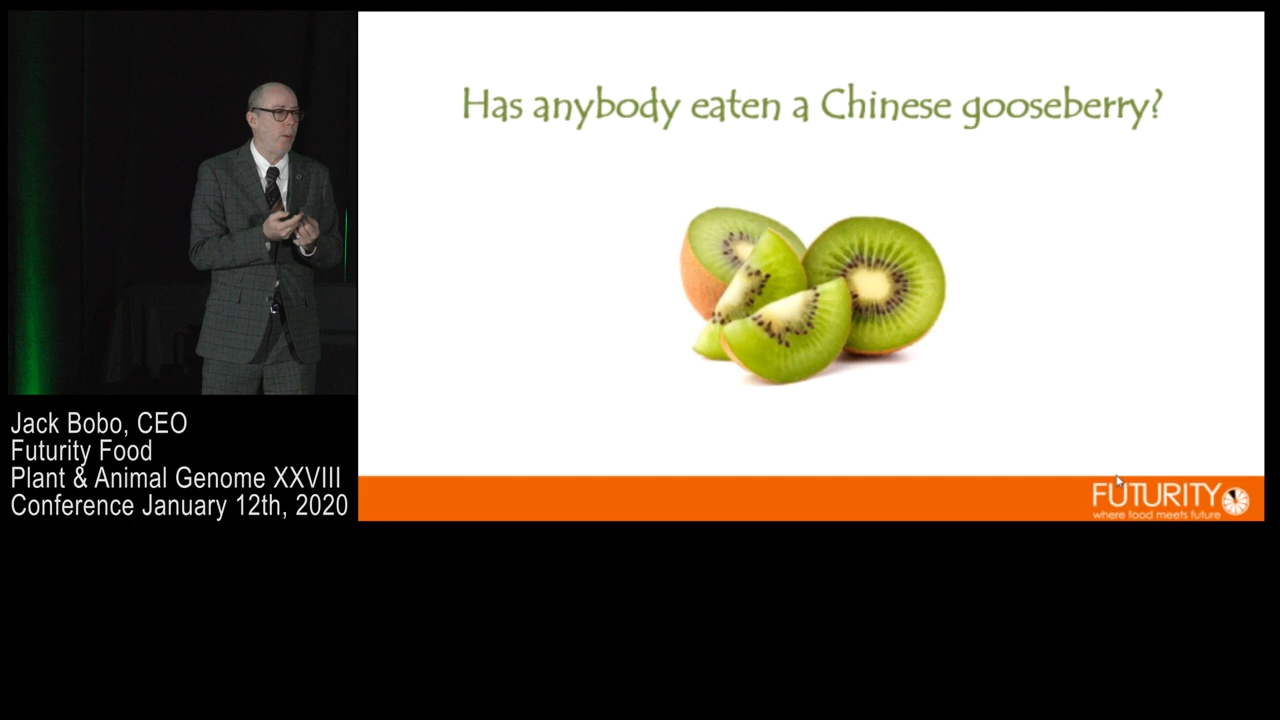 Has anybody eaten a Chinese gooseberry?
Jack Bobo, CEO
Futurity Food
Plant & Animal Genome XXVIII
Conference January 12th, 2020
FUTURITY
where food meets future